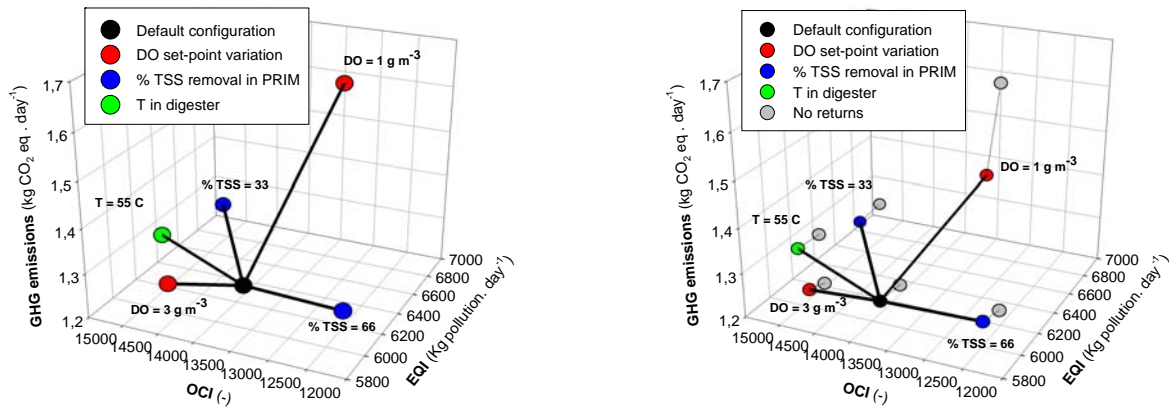 Default configuration
DO set-point variation
% TSS removal in PRIM
T in digester
DO = 1 g m⁻³
% TSS = 33
T = 55 C
DO = 3 g m⁻³
% TSS = 66
1,7
1,6
1,5
1,4
1,3
1,2
GHG emissions (kg CO₂ eq . day⁻¹)
15000
14500
14000
13500
13000
12500
12000
OCI (-)
7000
6800
6600
6400
6200
6000
5800
EQI (Kg pollution. day⁻¹)
Default configuration
DO set-point variation
% TSS removal in PRIM
T in digester
No returns
DO = 1 g m⁻³
% TSS = 33
T = 55 C
DO = 3 g m⁻³
% TSS = 66
1,7
1,6
1,5
1,4
1,3
1,2
GHG emissions (kg CO₂ eq . day⁻¹)
15000
14500
14000
13500
13000
12500
12000
OCI (-)
7000
6800
6600
6400
6200
6000
5800
EQI (Kg pollution. day⁻¹)